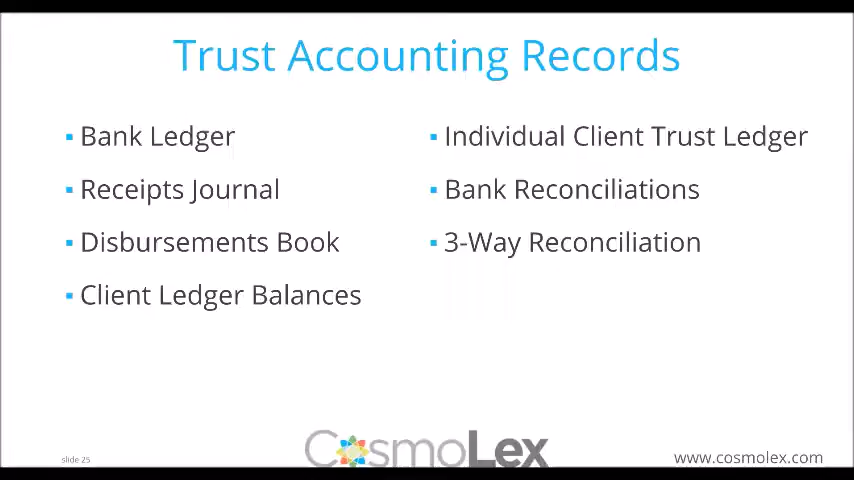 Trust Accounting Records
Bank Ledger
Receipts Journal
Disbursements Book
Client Ledger Balances
Individual Client Trust Ledger
Bank Reconciliations
3-Way Reconciliation
slide 25
CosmoLex
www.cosmolex.com